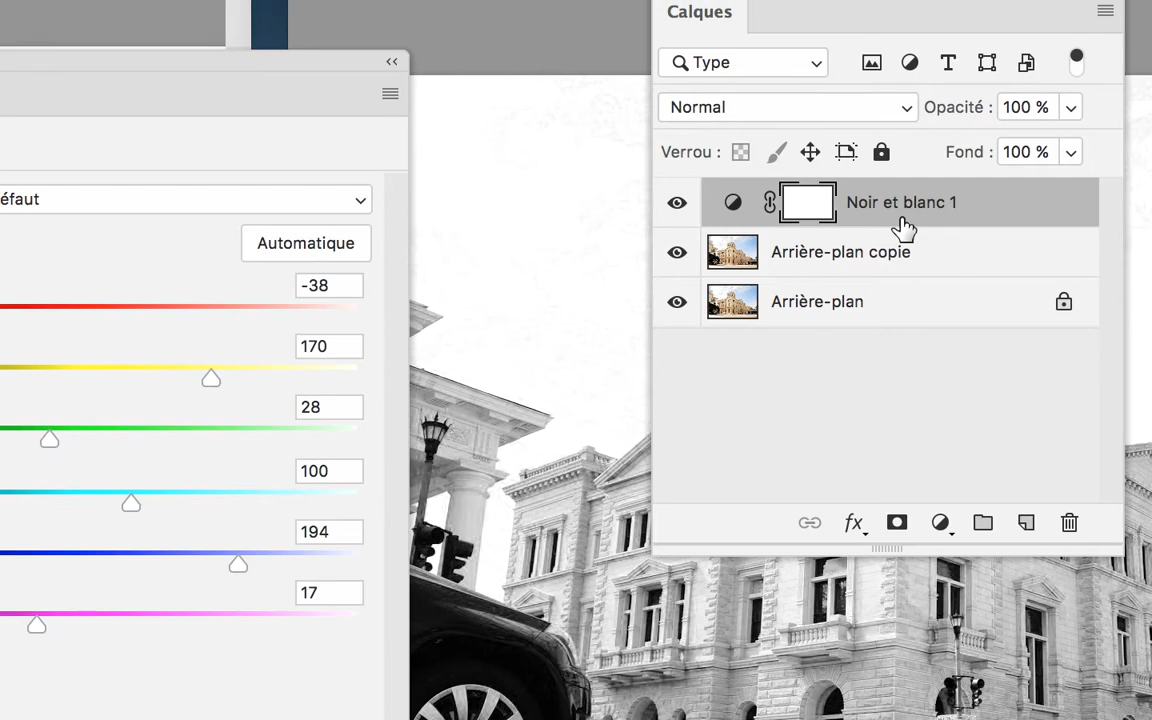 Calques
Type
Normal
Opacité : 100 %
Verrou :
Fond : 100 %
Noir et blanc 1
Arrière-plan copie
Arrière-plan
fx
éfaut
Automatique
-38
170
28
100
194
17